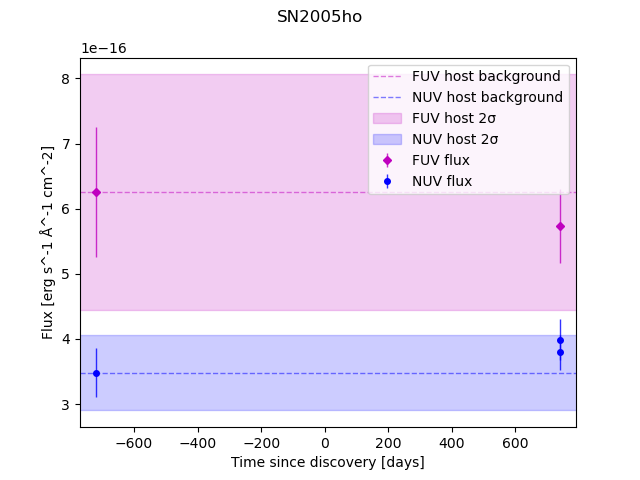 SN2005ho
1e−16
FUV host background
NUV host background
FUV host 2σ
NUV host 2σ
FUV flux
NUV flux
8
7
6
5
4
3
Flux [erg s^-1 Å^-1 cm^-2]
−600 −400 −200 0 200 400 600
Time since discovery [days]